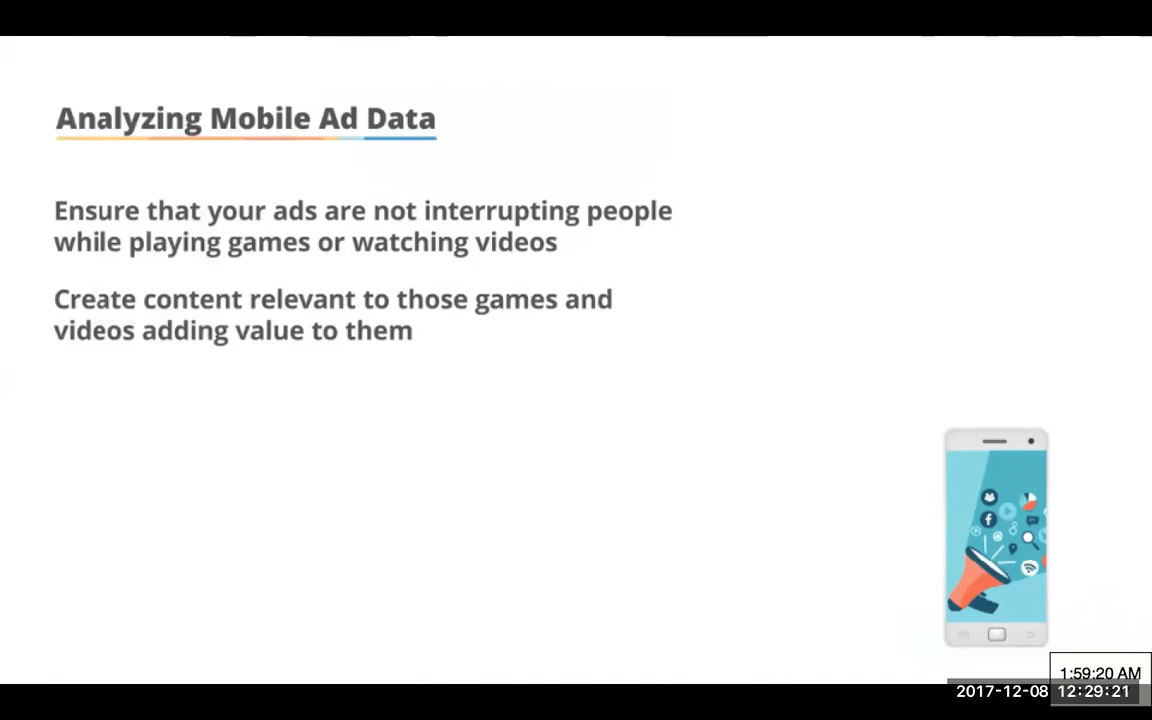 Analyzing Mobile Ad Data
Ensure that your ads are not interrupting people
while playing games or watching videos
Create content relevant to those games and
videos adding value to them
1:59:20 AM
2017-12-08 12:29:21